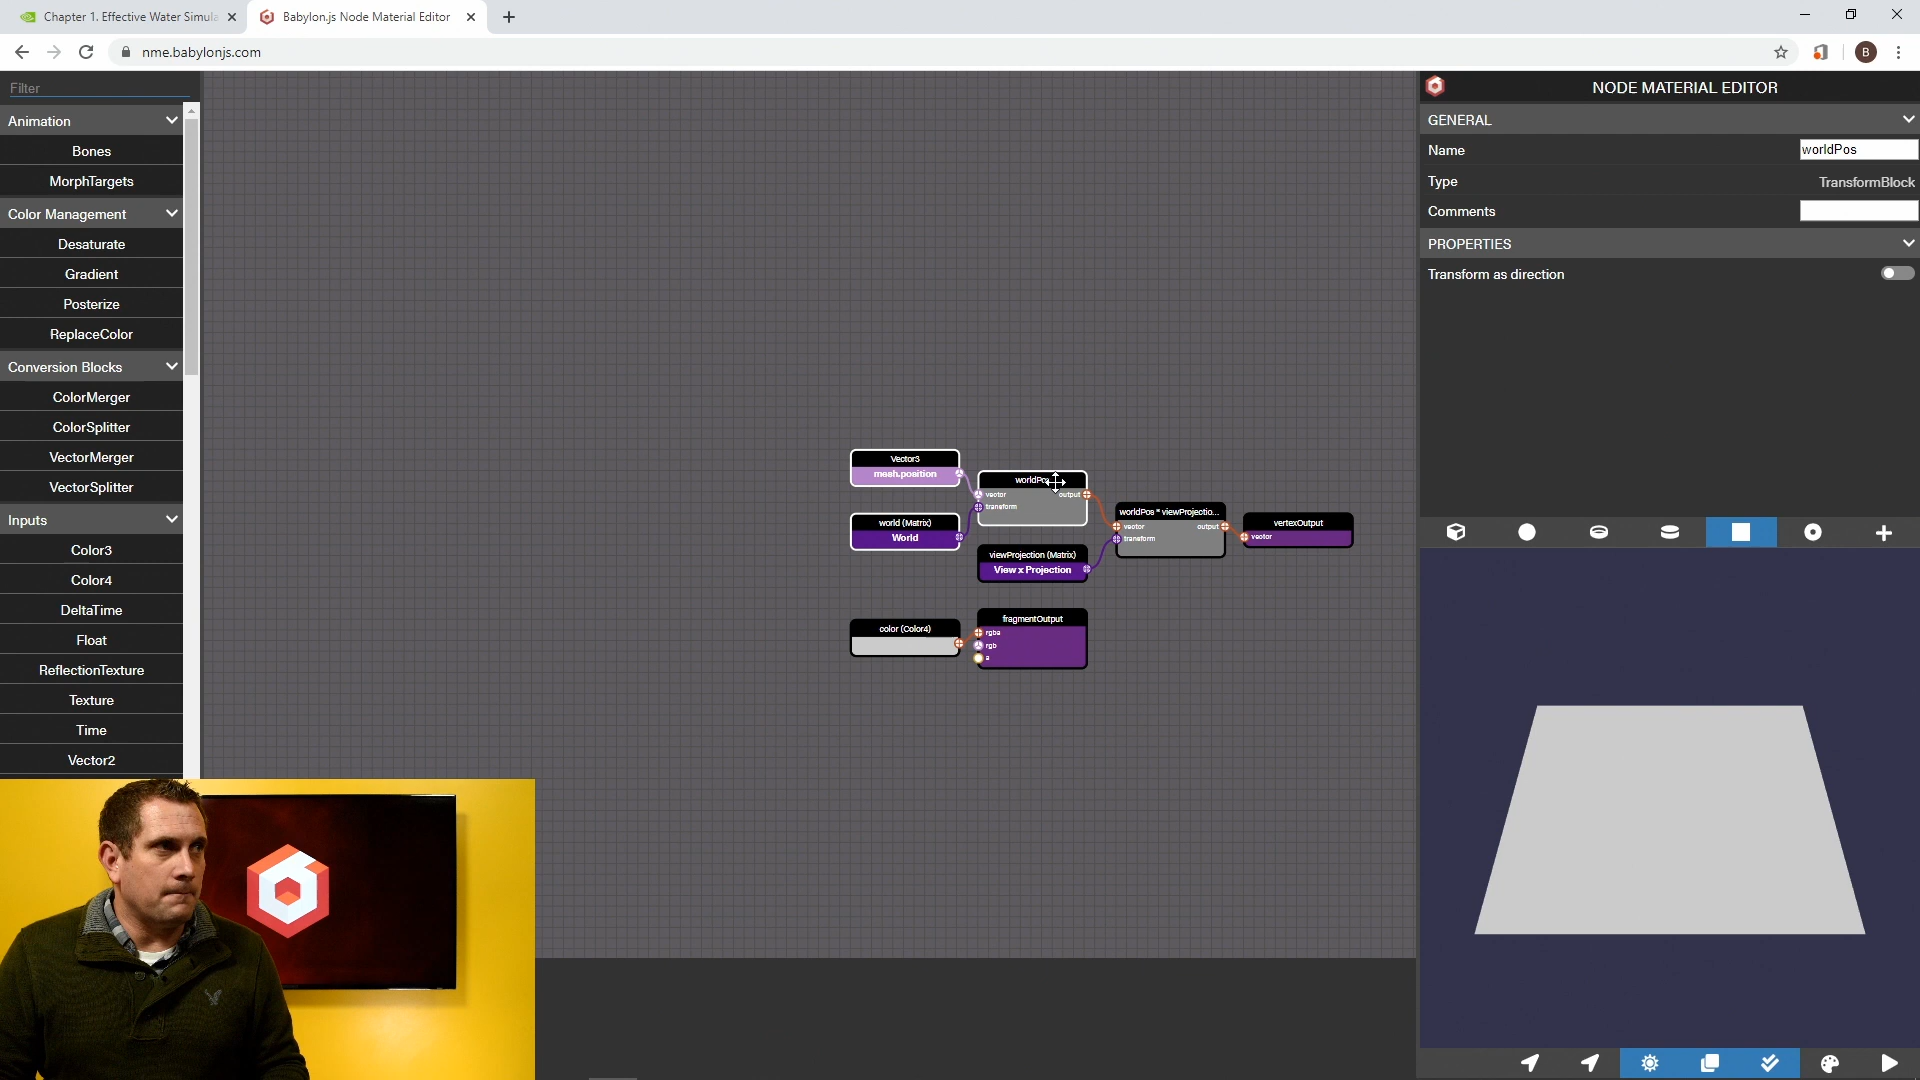 Chapter 1. Effective Water Simula
Babylon.js Node Material Editor
nme.babylonjs.com
B
Filter
Animation
Bones
MorphTargets
Color Management
Desaturate
Gradient
Posterize
ReplaceColor
Conversion Blocks
ColorMerger
ColorSplitter
VectorMerger
VectorSplitter
Inputs
Color3
Color4
DeltaTime
Float
ReflectionTexture
Texture
Time
Vector2
Vector3
mesh.position
world (Matrix)
World
vector
output
transform
viewProjection (Matrix)
View x Projection
worldPos * viewProjectio...
vector
output
transform
vertexOutput
vector
color (Color4)
fragmentOutput
rgba
rgb
a
NODE MATERIAL EDITOR
GENERAL
Name
worldPos
Type
TransformBlock
Comments
PROPERTIES
Transform as direction